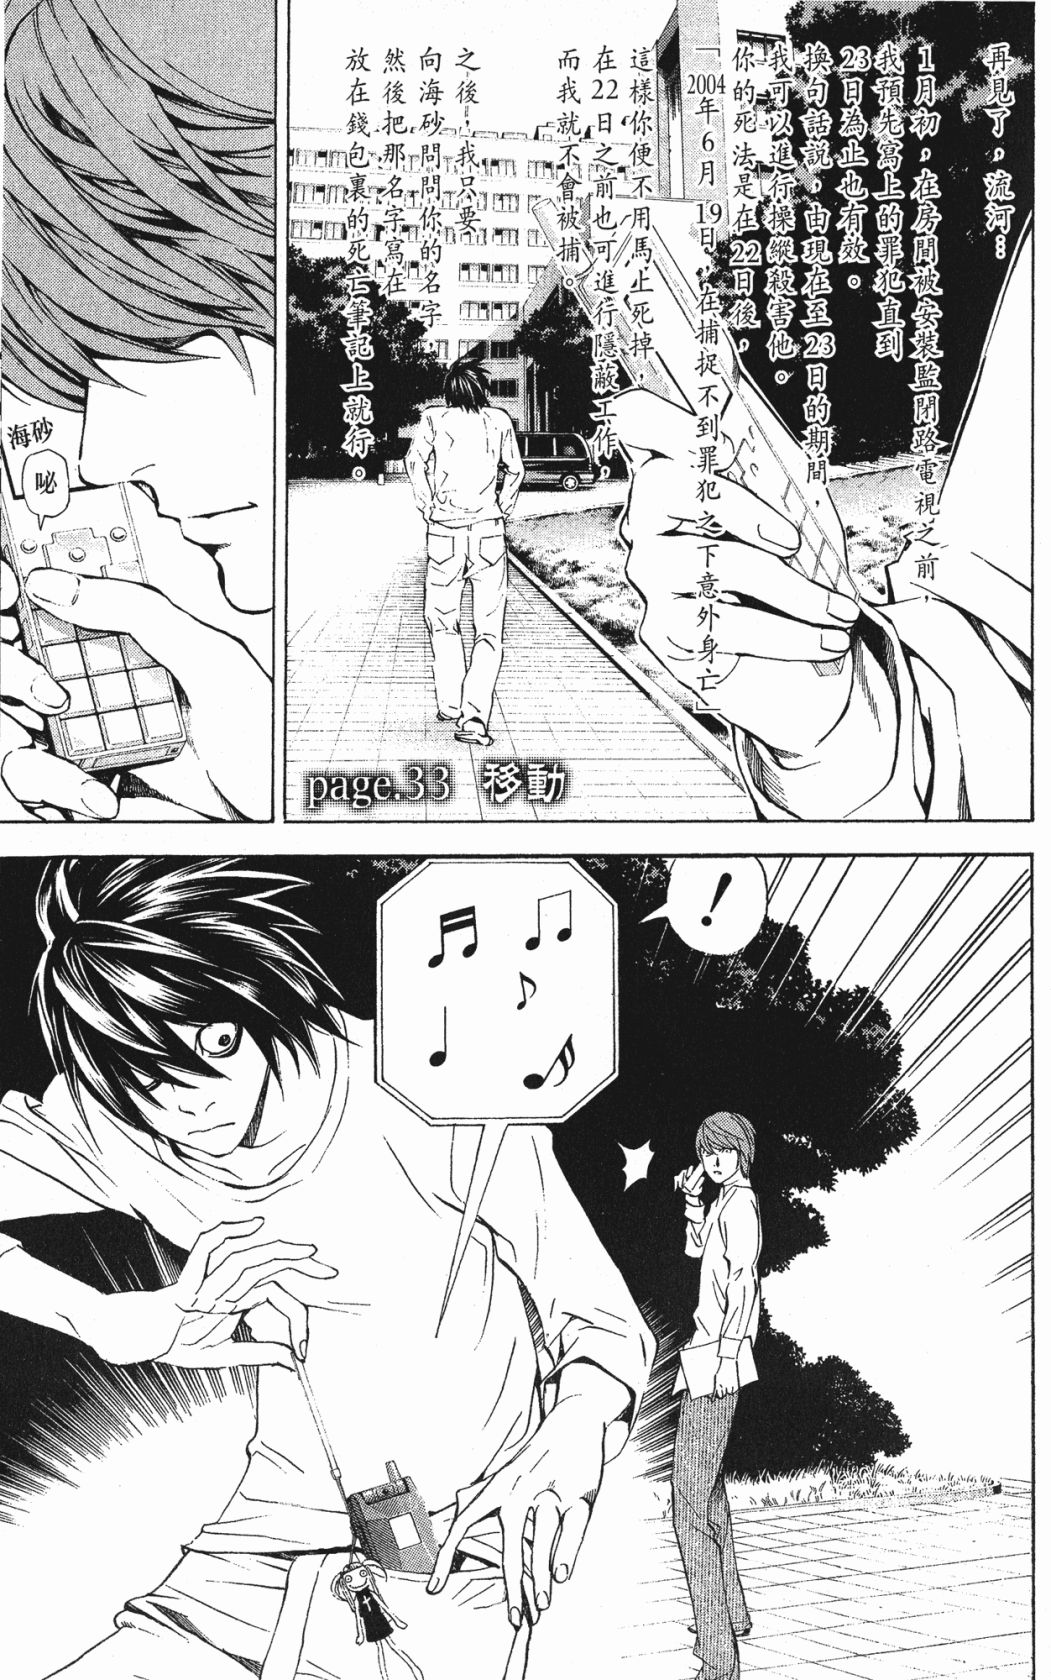 再見了，流河…
1月初，在房間被安裝監閉路電視之前，
我預先寫上的罪犯直到
23日為止也有效。
換句話說，由現在至23日的期間，
我可以進行操縱殺害他。
你的死法是在22日後，
「2004年6月19日，在捕捉不到罪犯之下意外身亡」
這樣你便不用馬上死掉，
在22日之前也可進行隱蔽工作，
而我就不會被捕。
之後，我只要
向海砂問問你的名字，
然後把那名字寫在
放在錢包裏的死亡筆記上就行。
page.33 移動
海砂
咇
！